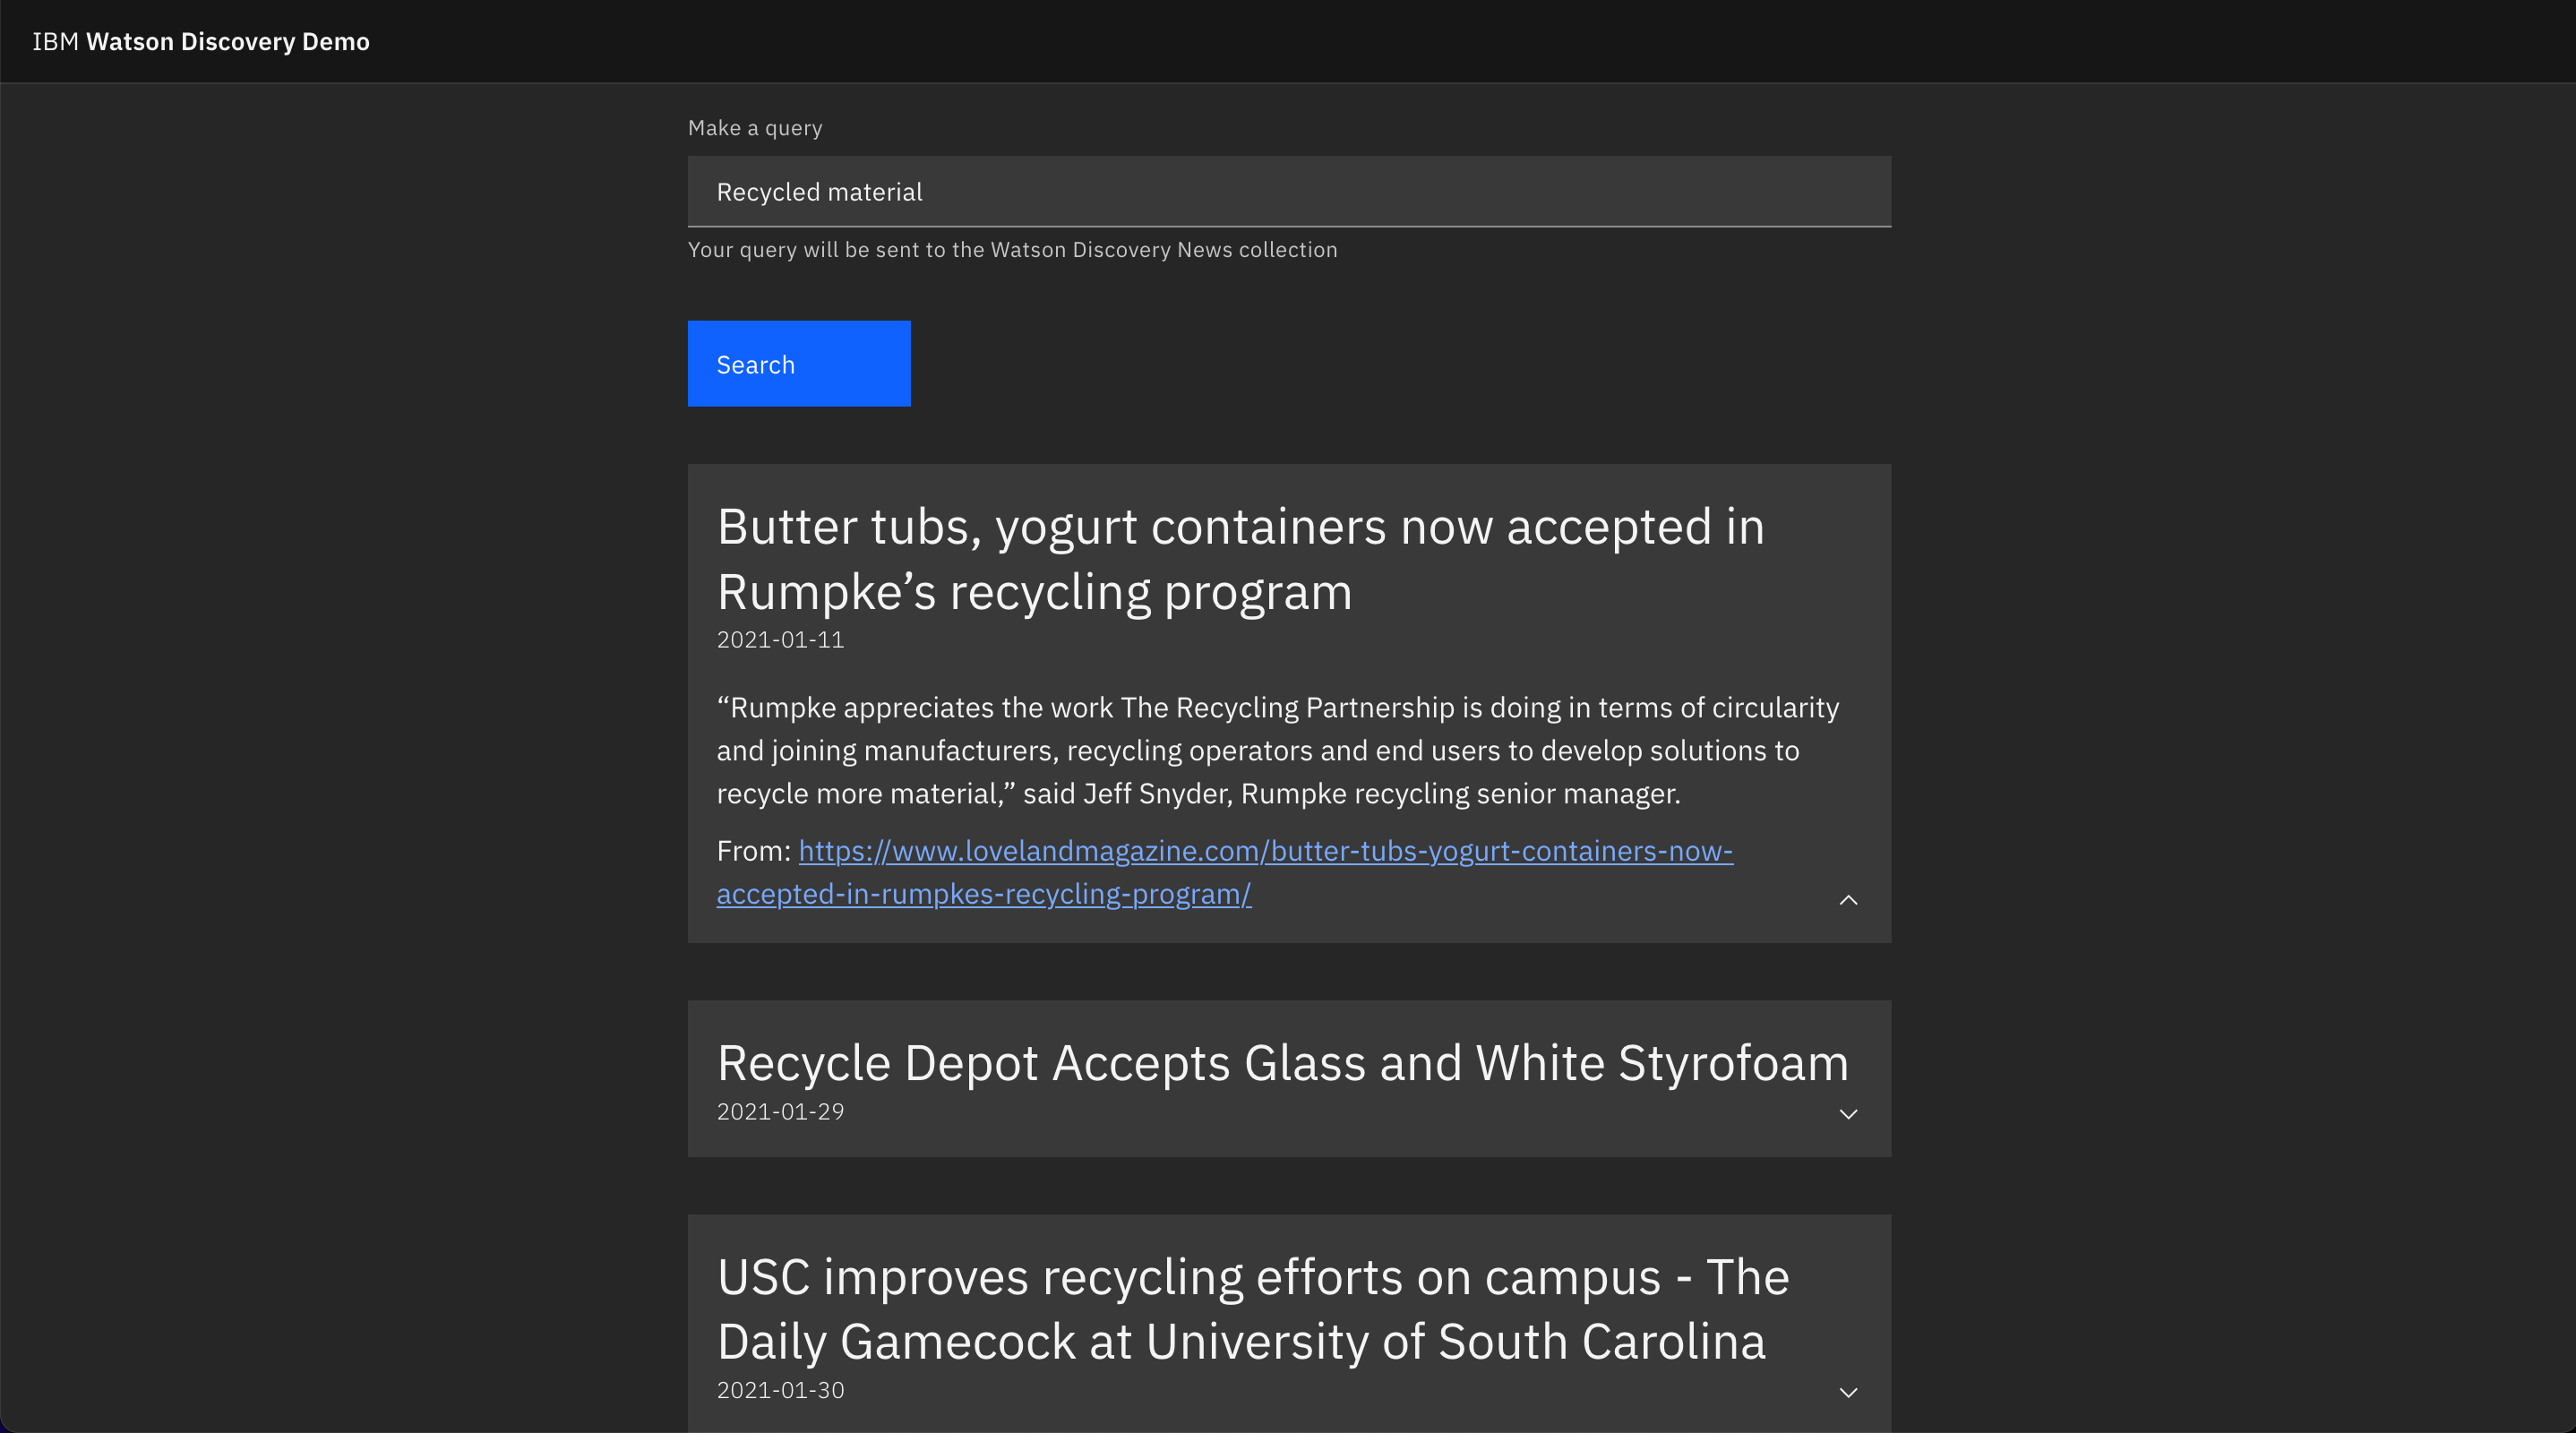 IBM Watson Discovery Demo
Make a query
Recycled material
Your query will be sent to the Watson Discovery News collection
Search
Butter tubs, yogurt containers now accepted in
Rumpke’s recycling program
2021-01-11
“Rumpke appreciates the work The Recycling Partnership is doing in terms of circularity
and joining manufacturers, recycling operators and end users to develop solutions to
recycle more material,” said Jeff Snyder, Rumpke recycling senior manager.
From: https://www.lovelandmagazine.com/butter-tubs-yogurt-containers-now-
accepted-in-rumpkes-recycling-program/
Recycle Depot Accepts Glass and White Styrofoam
2021-01-29
USC improves recycling efforts on campus - The
Daily Gamecock at University of South Carolina
2021-01-30